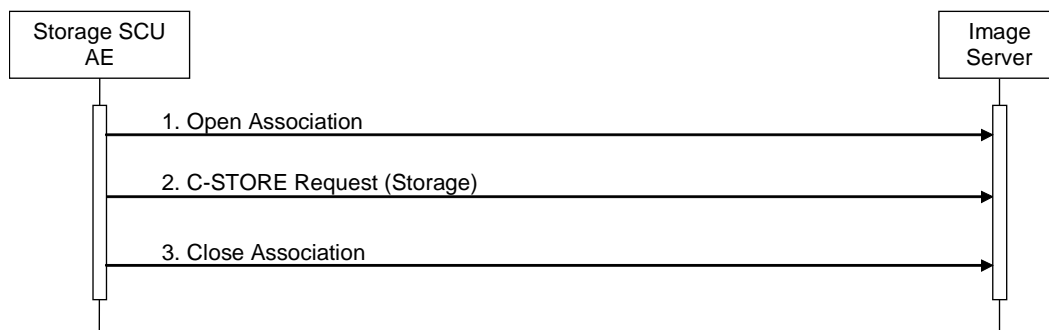 Storage SCU
AE
Image
Server
1. Open Association
2. C-STORE Request (Storage)
3. Close Association